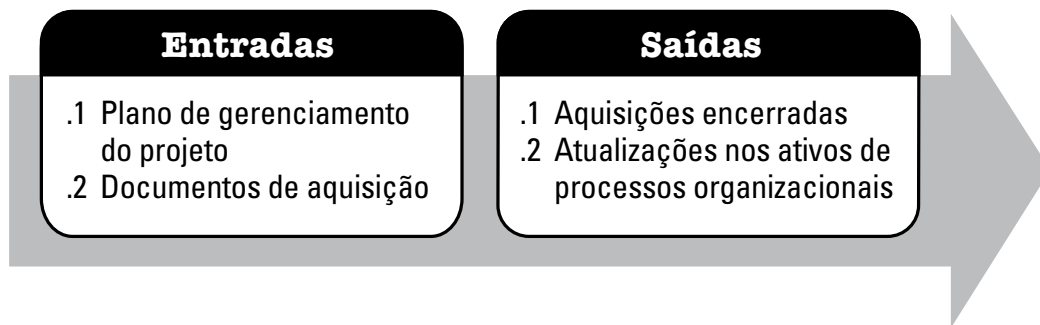 Entradas
.1 Plano de gerenciamento
do projeto
.2 Documentos de aquisição
Saídas
.1 Aquisições encerradas
.2 Atualizações nos ativos de
processos organizacionais